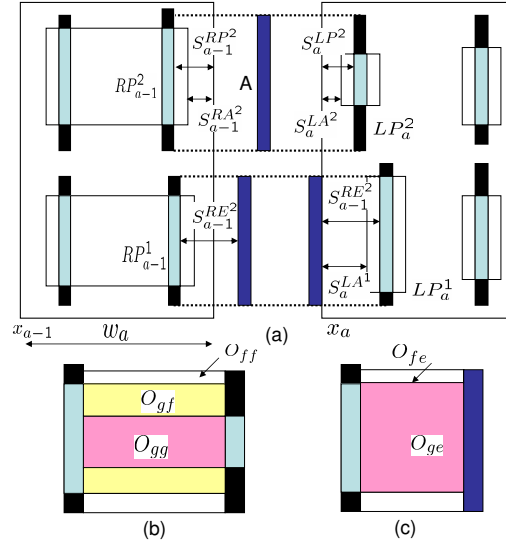 S_{a-1}^{RP^2} S_a^{LP^2}
RP_{a-1}^2 A
S_{a-1}^{RA^2} S_a^{LA^2} LP_a^2
S_{a-1}^{RE^2} S_{a-1}^{RE^2}
RP_{a-1}^1
S_a^{LA^1} LP_a^1
x_{a-1} w_a x_a
(a)
O_{ff} O_{fe}
O_{gf}
O_{gg} O_{ge}
(b) (c)